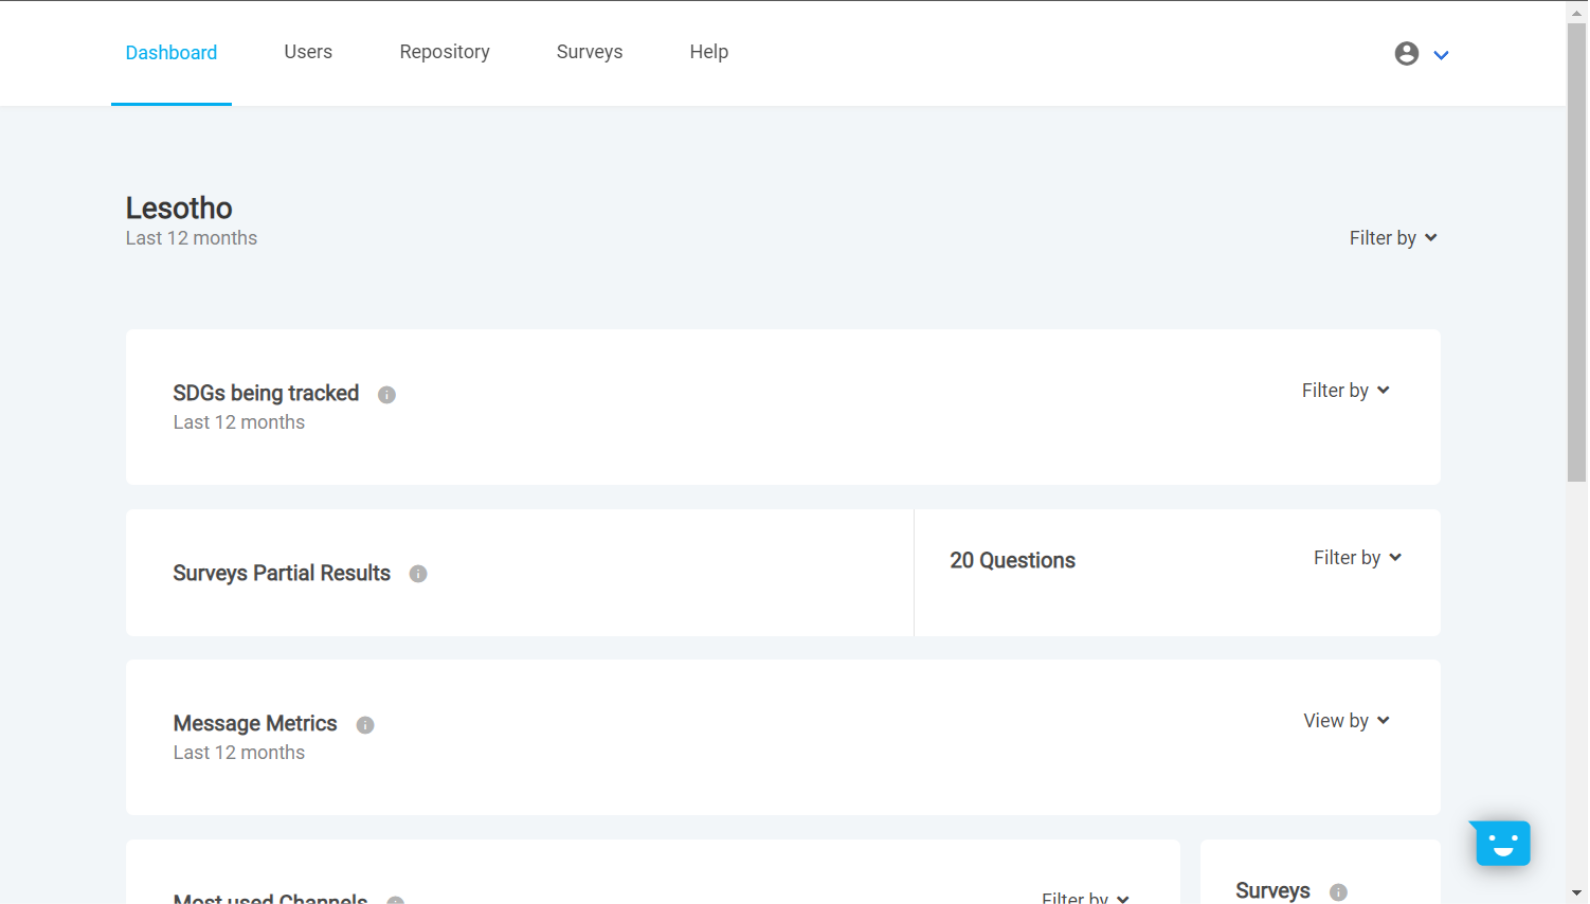 Dashboard
Users
Repository
Surveys
Help
Lesotho
Last 12 months
Filter by
SDGs being tracked
Last 12 months
Filter by
Surveys Partial Results
20 Questions
Filter by
Message Metrics
Last 12 months
View by
Most used Channels
Filter by
Surveys